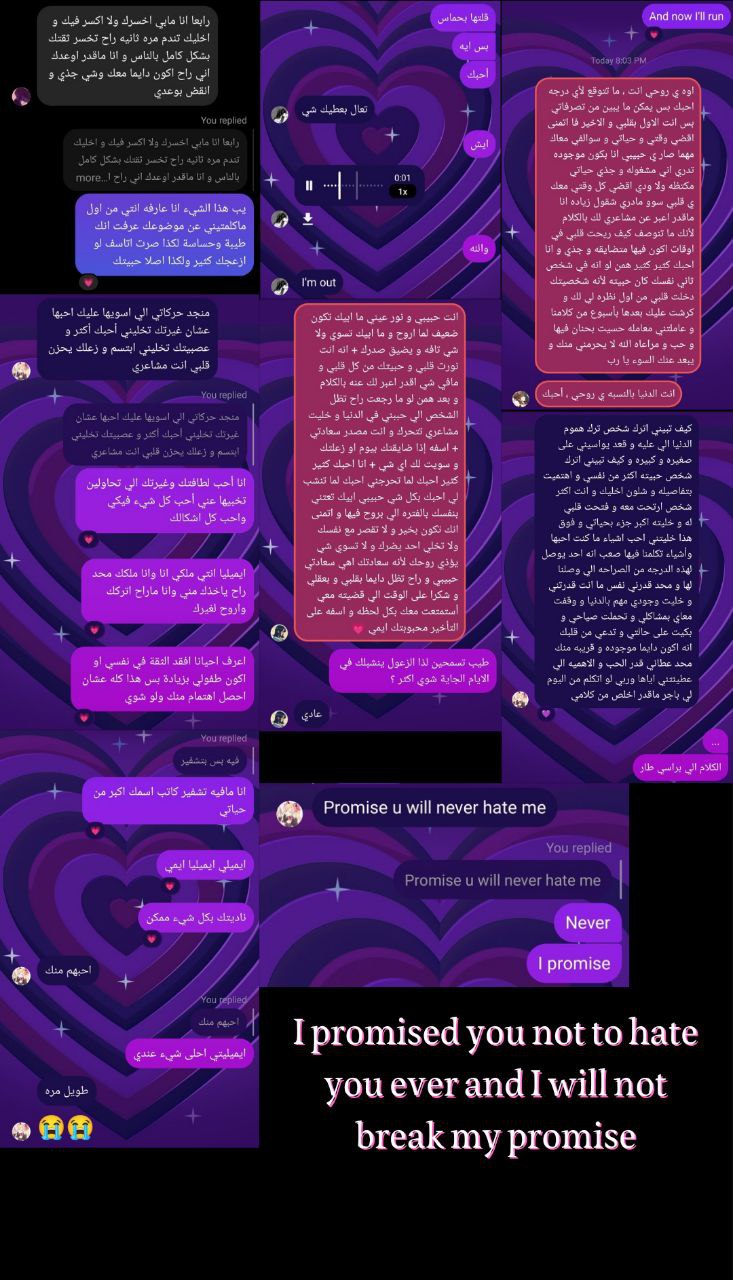 رابعا انا مابي اخسرك ولا اكسر فيك و
اخليك تندم مره ثانيه راح تخسر ثقتك
بشكل كامل بالناس و انا ماقدر اوعدك
اني راح اكون دايما معك وشي جذي و
انقض بوعدي
You replied
رابعا انا مابي اخسرك ولا اكسر فيك و اخليك
تندم مره ثانيه راح تخسر ثقتك بشكل كامل
بالناس و انا ماقدر اوعدك اني راح ا...more
يب هذا الشيء انا عارفه انتي من اول
ماكلمتيني عن موضوعك عرفت انك
طيبة وحساسة لكذا صرت اتاسف لو
ازعجك كثير ولكذا اصلا حبيتك
منجد حركاتي الي اسويها عليك احبها
عشان غيرتك تخليني أحبك أكثر و
عصبيتك تخليني ابتسم و زعلك يحزن
قلبي انت مشاعري
You replied
منجد حركاتي الي اسويها عليك احبها عشان
غيرتك تخليني أحبك أكثر و عصبيتك تخليني
ابتسم و زعلك يحزن قلبي انت مشاعري
انا أحب لطافتك وغيرتك الي تحاولين
تخبيها عني أحب كل شيء فيكي
واحب كل اشكالك
ايميليا انتي ملكي انا وانا ملكك محد
راح ياخذك مني وانا ماراح اتركك
واروح لغيرك
اعرف احيانا افقد الثقة في نفسي او
اكون طفولي بزيادة بس هذا كله عشان
احصل اهتمام منك ولو شوي
You replied
فيه بس بتشفير
انا مافيه تشفير كاتب اسمك اكبر من
حياتي
ايميلي ايميليا ايمي
ناديتك بكل شيء ممكن
احبهم منك
You replied
احبهم منك
ايميليتي احلى شيء عندي
طويل مره
😭😭
قلتها بحماس
بس ايه
أحبك
تعال بعطيك شي
ايش
0:01
1x
والله
I'm out
انت حبيبي و نور عيني ما ابيك تكون
ضعيف لما اروح و ما ابيك تسوي ولا
شي تافه و يضيق صدرك + انه انت
نورت قلبي و حبيتك من كل قلبي و
مافي شي اقدر اعبر لك عنه بالكلام
و بعد همن لو ما رجعت راح تظل
الشخص الي حبيني في الدنيا و خليت
مشاعري تتحرك و انت مصدر سعادتي
+ اسفه إذا ضايقتك بيوم او زعلتك
و سويت لك اي شي + انا احبك كثير
كثير احبك لما تحرجني احبك لما تنشب
لي احبك بكل شي حبيبي ابيك تعتني
بنفسك بالفتره الي بروح فيها و اتمنى
انك تكون بخير و لا تقصر مع نفسك
ولا تخلي احد يضرك و لا تسوي شي
يؤذي روحك لأنه سعادتك اهي سعادتي
حبيبي و راح تظل دايما بقلبي و بعقلي
و شكرا على الوقت الي قضيته معي
أستمتعت معك بكل لحظه و اسفه على
التأخير محبوبتك ايمي 💗
طيب تسمحين لذا الزعول ينشبلك في
الايام الجاية شوي اكثر ؟
عادي
And now I'll run
Today 8:03 PM
اوه ي روحي انت ، ما تتوقع لأي درجه
احبك بس يمكن ما يبين من تصرفاتي
بس انت الاول بقلبي و الاخير فا اتمنى
اقضي وقتي و حياتي و سوالفي معاك
مهما صار ي حبيبي انا بكون موجوده
تدري اني مشغوله و جذي حياتي
مكتظه ولا ودي اقضي كل وقتي معك
ي قلبي سوو مادري شقول زياده انا
ماقدر اعبر عن مشاعري لك بالكلام
لأنك ماتنوصف كيف ريحت قلبي في
اوقات اكون فيها متضايقه و جذي و انا
احبك كثير كثير همن لو انه في شخص
ثاني نفسك كان حبيته لأنه شخصيتك
دخلت قلبي من اول نظره لي لك و
كرشت عليك بعدها بأسبوع من كلامنا
و عاملتني معامله حسيت بحنان فيها
و حب و مراعاه الله لا يحرمني منك و
يبعد عنك السوء يا رب
انت الدنيا بالنسبه ي روحي ، أحبك
كيف تبيني اترك شخص ترك هموم
الدنيا الي عليه و قعد يواسيني على
صغيره و كبيره و كيف تبيني اترك
شخص حبيته اكثر من نفسي و اهتميت
بتفاصيله و شلون اخليك و انت اكثر
شخص ارتحت معه و فتحت قلبي
له و خليته اكبر جزء بحياتي و فوق
هذا خليتني احب اشياء ما كنت احبها
وأشياء تكلمنا فيها صعب انه احد يوصل
لهذه الدرجه من الصراحه الي وصلنا
لها و محد قدرني نفس ما انت قدرتني
و خليت وجودي مهم بالدنيا و وقفت
معاي بمشاكلي و تحملت صياحي و
بكيت على حالتي و تدعي من قلبك
انه اكون دايما موجوده و قريبه منك
محد عطاني قدر الحب و الاهميه الي
عطيتني اياها وربي لو اتكلم من اليوم
لي باجر ماقدر اخلص من كلامي
...
الكلام الي براسي طار
Promise u will never hate me
You replied
Promise u will never hate me
Never
I promise
I promised you not to hate
you ever and I will not
break my promise